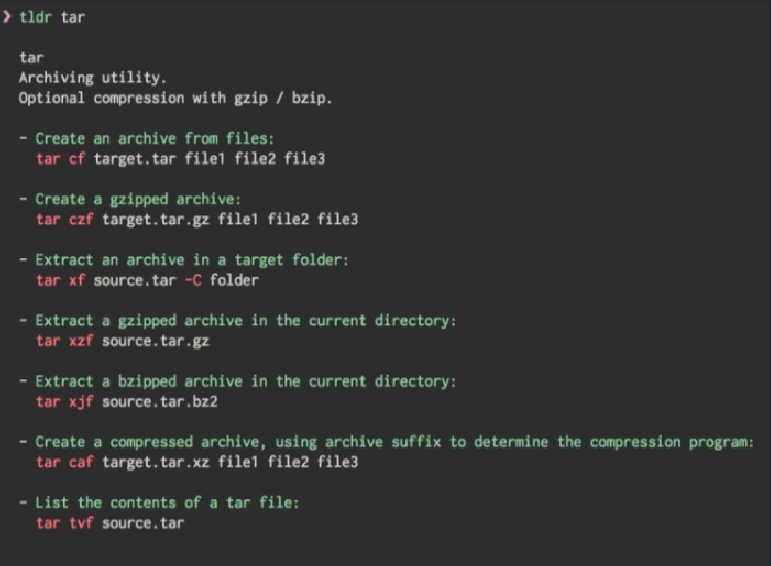 ❯ tldr tar
tar
Archiving utility.
Optional compression with gzip / bzip.
- Create an archive from files:
tar cf target.tar file1 file2 file3
- Create a gzipped archive:
tar czf target.tar.gz file1 file2 file3
- Extract an archive in a target folder:
tar xf source.tar -C folder
- Extract a gzipped archive in the current directory:
tar xzf source.tar.gz
- Extract a bzipped archive in the current directory:
tar xjf source.tar.bz2
- Create a compressed archive, using archive suffix to determine the compression program:
tar caf target.tar.xz file1 file2 file3
- List the contents of a tar file:
tar tvf source.tar